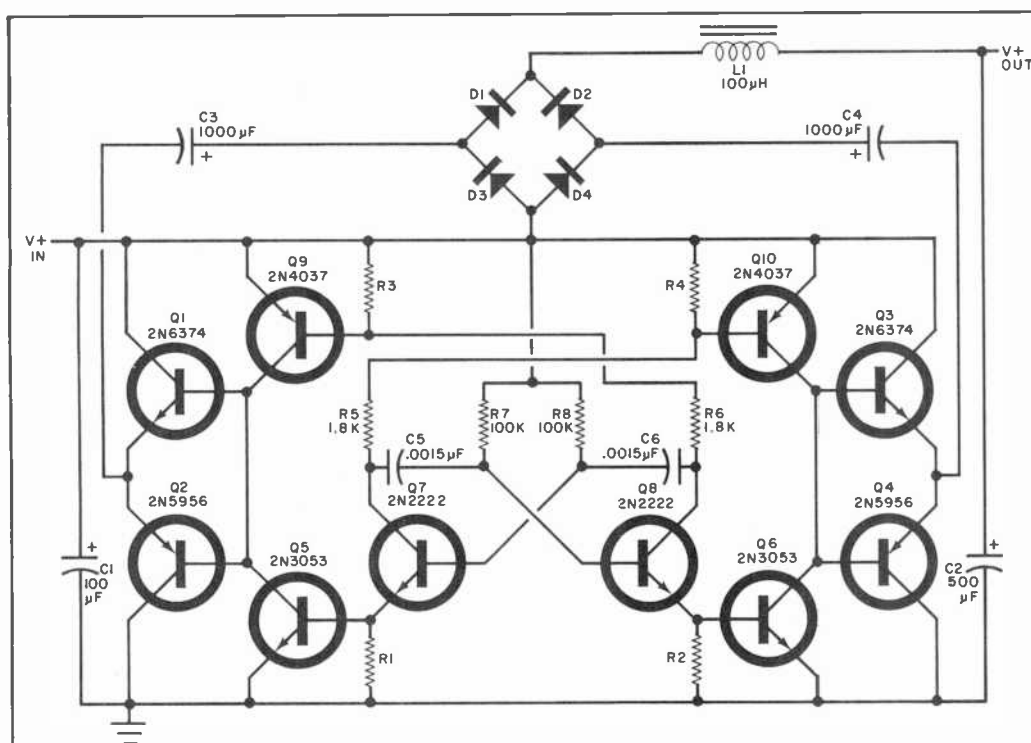 V+
OUT
L1
100µH
D1
D2
C3
1000µF
+
C4
1000µF
+
D3
D4
V+
IN
Q9
2N4037
R3
R4
Q10
2N4037
Q1
2N6374
Q3
2N6374
R5
1.8K
R7
100K
R8
100K
R6
1.8K
C5
.0015µF
C6
.0015µF
Q2
2N5956
Q7
2N2222
Q8
2N2222
Q4
2N5956
Q5
2N3053
Q6
2N3053
+
C1
100
µF
+
C2
500
µF
R1
R2